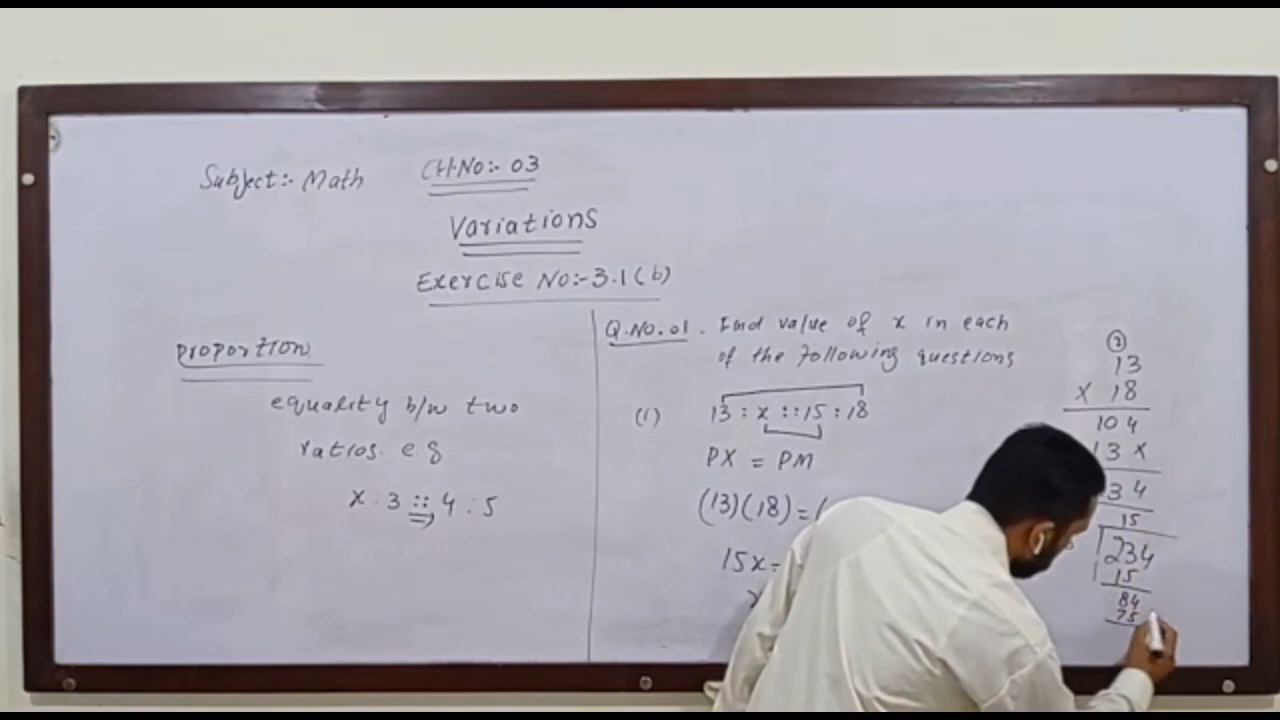 Subject:- Math CH.No:- 03
Variations
Exercise No:- 3.1(b)
Proportion
equality b/w two
ratios. e g
x : 3 :: 4 : 5
Q.No. 01. Find value of x in each
of the following questions
(i) 13 : x :: 15 : 18
PX = PM
(13)(18) = (
15x =
x
2
13
x 18
104
13 x
34
15
234
15
84
75